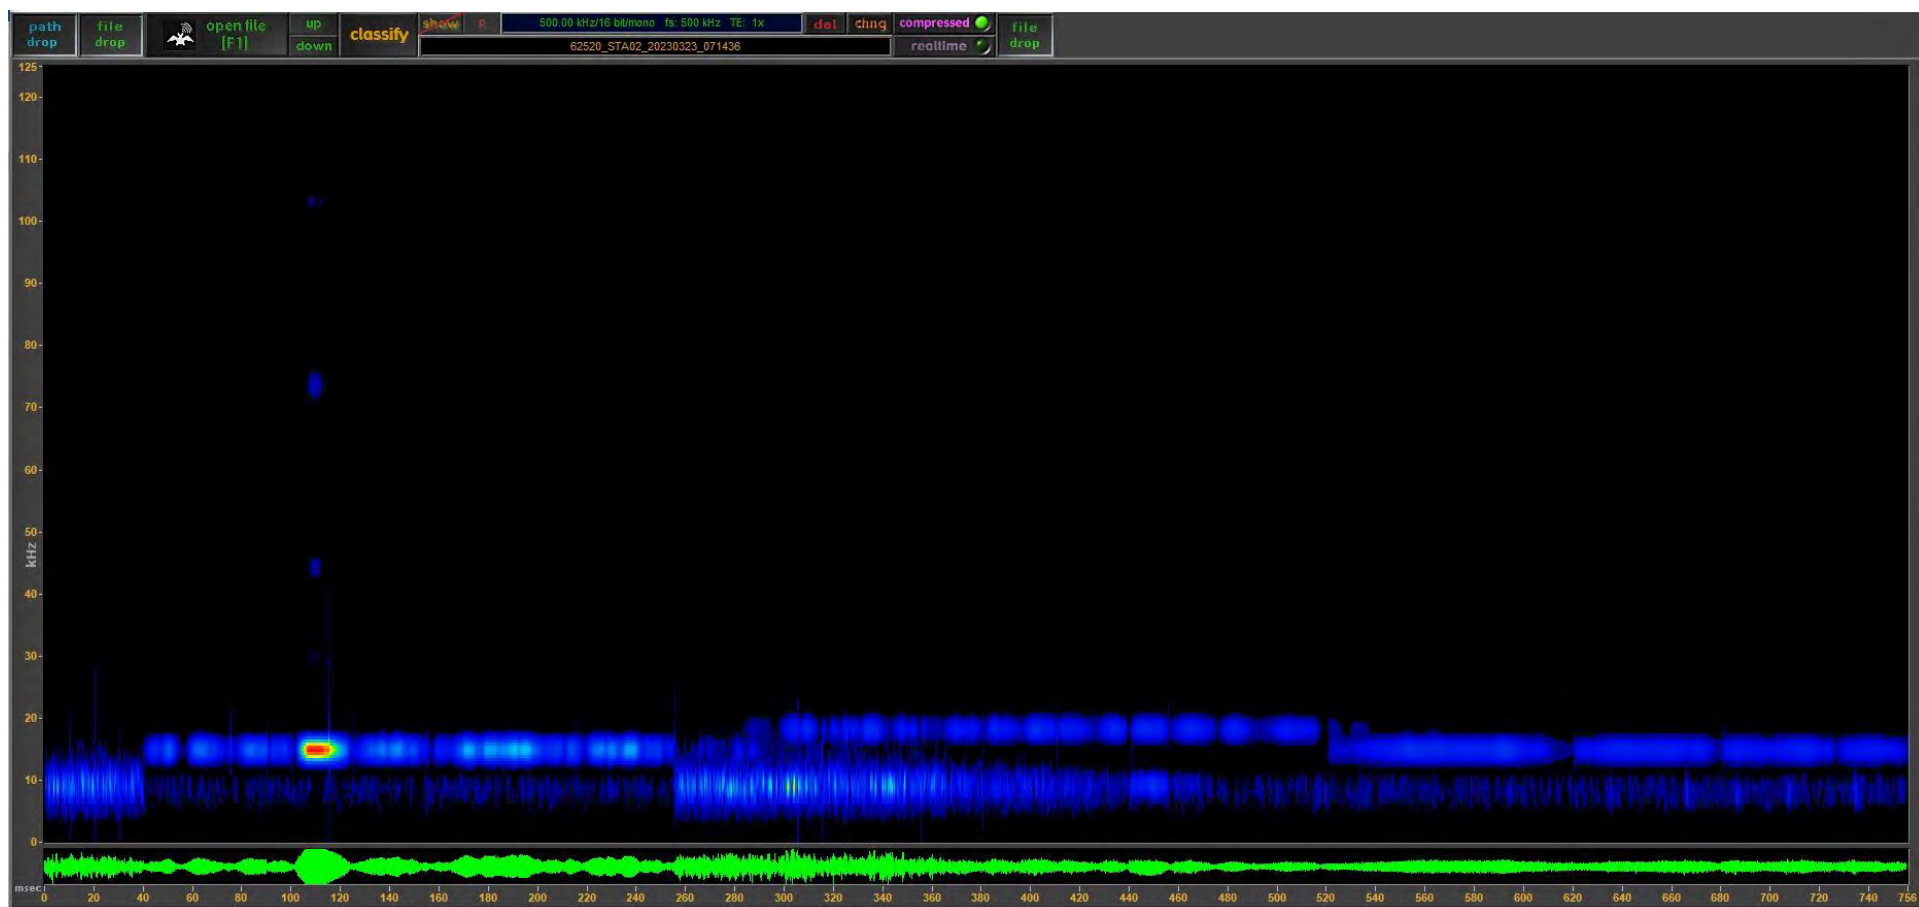 path drop
file drop
open file [F1]
up
down
classify
show
R
500.00 kHz/16 bit/mono fs: 500 kHz TE: 1x
62520_STA02_20230323_071436
del
chng
compressed
realtime
file drop
125
120
110
100
90
80
70
60
50
kHz
40
30
20
10
0
msec
0 20 40 60 80 100 120 140 160 180 200 220 240 260 280 300 320 340 360 380 400 420 440 460 480 500 520 540 560 580 600 620 640 660 680 700 720 740 756